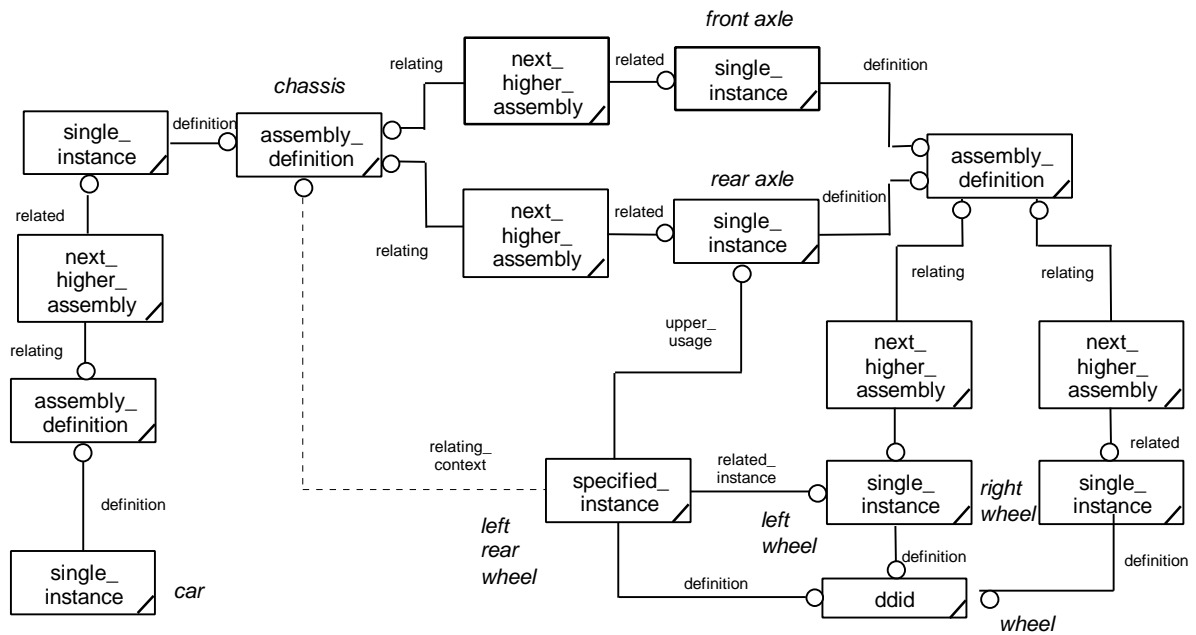 front axle
next_
higher_
assembly
related
single_
instance
definition
relating
chassis
single_
instance
definition
assembly_
definition
assembly_
definition
rear axle
next_
higher_
assembly
related
single_
instance
definition
relating
related
next_
higher_
assembly
relating
relating
relating
upper_
usage
next_
higher_
assembly
next_
higher_
assembly
relating
assembly_
definition
relating_
context
related_
instance
related
specified_
instance
single_
instance
right
wheel
single_
instance
left
rear
wheel
left
wheel
definition
definition
definition
definition
single_
instance
car
ddid
wheel